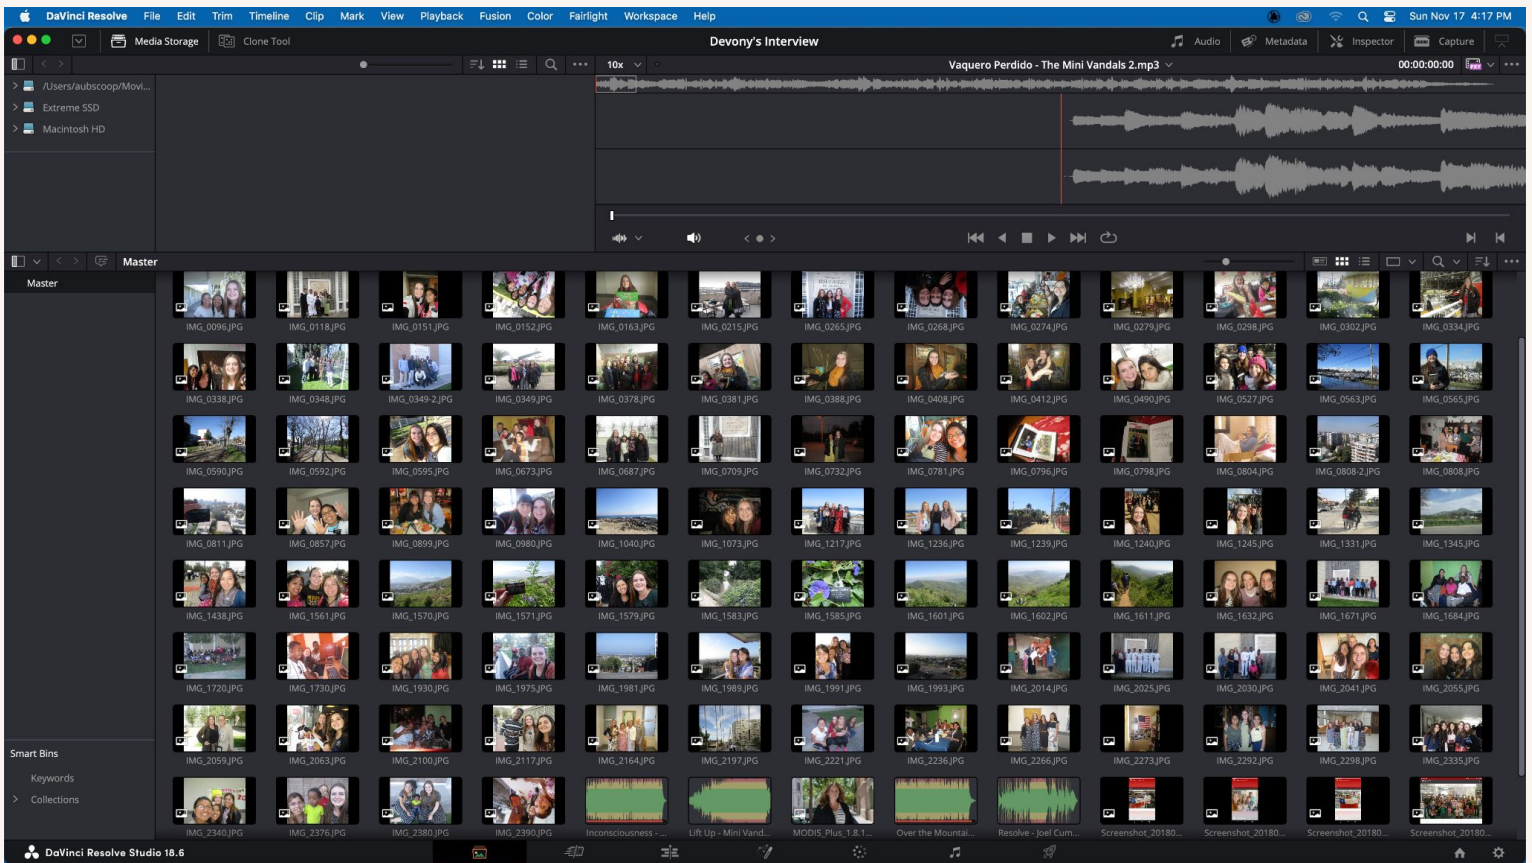 DaVinci Resolve File Edit Trim Timeline Clip Mark View Playback Fusion Color Fairlight Workspace Help Sun Nov 17 4:17 PM
Media Storage Clone Tool Devony's Interview Audio Metadata Inspector Capture
10x Vaquero Perdido - The Mini Vandals 2.mp3 00:00:00:00
/Users/aubscoop/Movi...
Extreme SSD
Macintosh HD
Master
Master
IMG_0096.JPG IMG_0118.JPG IMG_0151.JPG IMG_0152.JPG IMG_0163.JPG IMG_0215.JPG IMG_0265.JPG IMG_0268.JPG IMG_0274.JPG IMG_0279.JPG IMG_0298.JPG IMG_0302.JPG IMG_0334.JPG
IMG_0338.JPG IMG_0348.JPG IMG_0349-2.JPG IMG_0349.JPG IMG_0378.JPG IMG_0381.JPG IMG_0388.JPG IMG_0408.JPG IMG_0412.JPG IMG_0490.JPG IMG_0527.JPG IMG_0563.JPG IMG_0565.JPG
IMG_0590.JPG IMG_0592.JPG IMG_0595.JPG IMG_0673.JPG IMG_0687.JPG IMG_0709.JPG IMG_0732.JPG IMG_0781.JPG IMG_0796.JPG IMG_0798.JPG IMG_0804.JPG IMG_0808-2.JPG IMG_0808.JPG
IMG_0811.JPG IMG_0857.JPG IMG_0899.JPG IMG_0980.JPG IMG_1040.JPG IMG_1073.JPG IMG_1217.JPG IMG_1236.JPG IMG_1239.JPG IMG_1240.JPG IMG_1245.JPG IMG_1331.JPG IMG_1345.JPG
IMG_1438.JPG IMG_1561.JPG IMG_1570.JPG IMG_1571.JPG IMG_1579.JPG IMG_1583.JPG IMG_1585.JPG IMG_1601.JPG IMG_1602.JPG IMG_1611.JPG IMG_1632.JPG IMG_1671.JPG IMG_1684.JPG
IMG_1720.JPG IMG_1730.JPG IMG_1930.JPG IMG_1975.JPG IMG_1981.JPG IMG_1989.JPG IMG_1991.JPG IMG_1993.JPG IMG_2014.JPG IMG_2025.JPG IMG_2030.JPG IMG_2041.JPG IMG_2055.JPG
IMG_2059.JPG IMG_2063.JPG IMG_2100.JPG IMG_2117.JPG IMG_2164.JPG IMG_2197.JPG IMG_2221.JPG IMG_2236.JPG IMG_2266.JPG IMG_2273.JPG IMG_2292.JPG IMG_2298.JPG IMG_2335.JPG
Smart Bins
Keywords
Collections
IMG_2340.JPG IMG_2376.JPG IMG_2380.JPG IMG_2390.JPG Inconsciousness - ... Lift Up - Mini Vand... MODIS_Plus_1.8.1... Over the Mountai... Resolve - Joel Cum... Screenshot_20180... Screenshot_20180... Screenshot_20180... Screenshot_20180...
DaVinci Resolve Studio 18.6